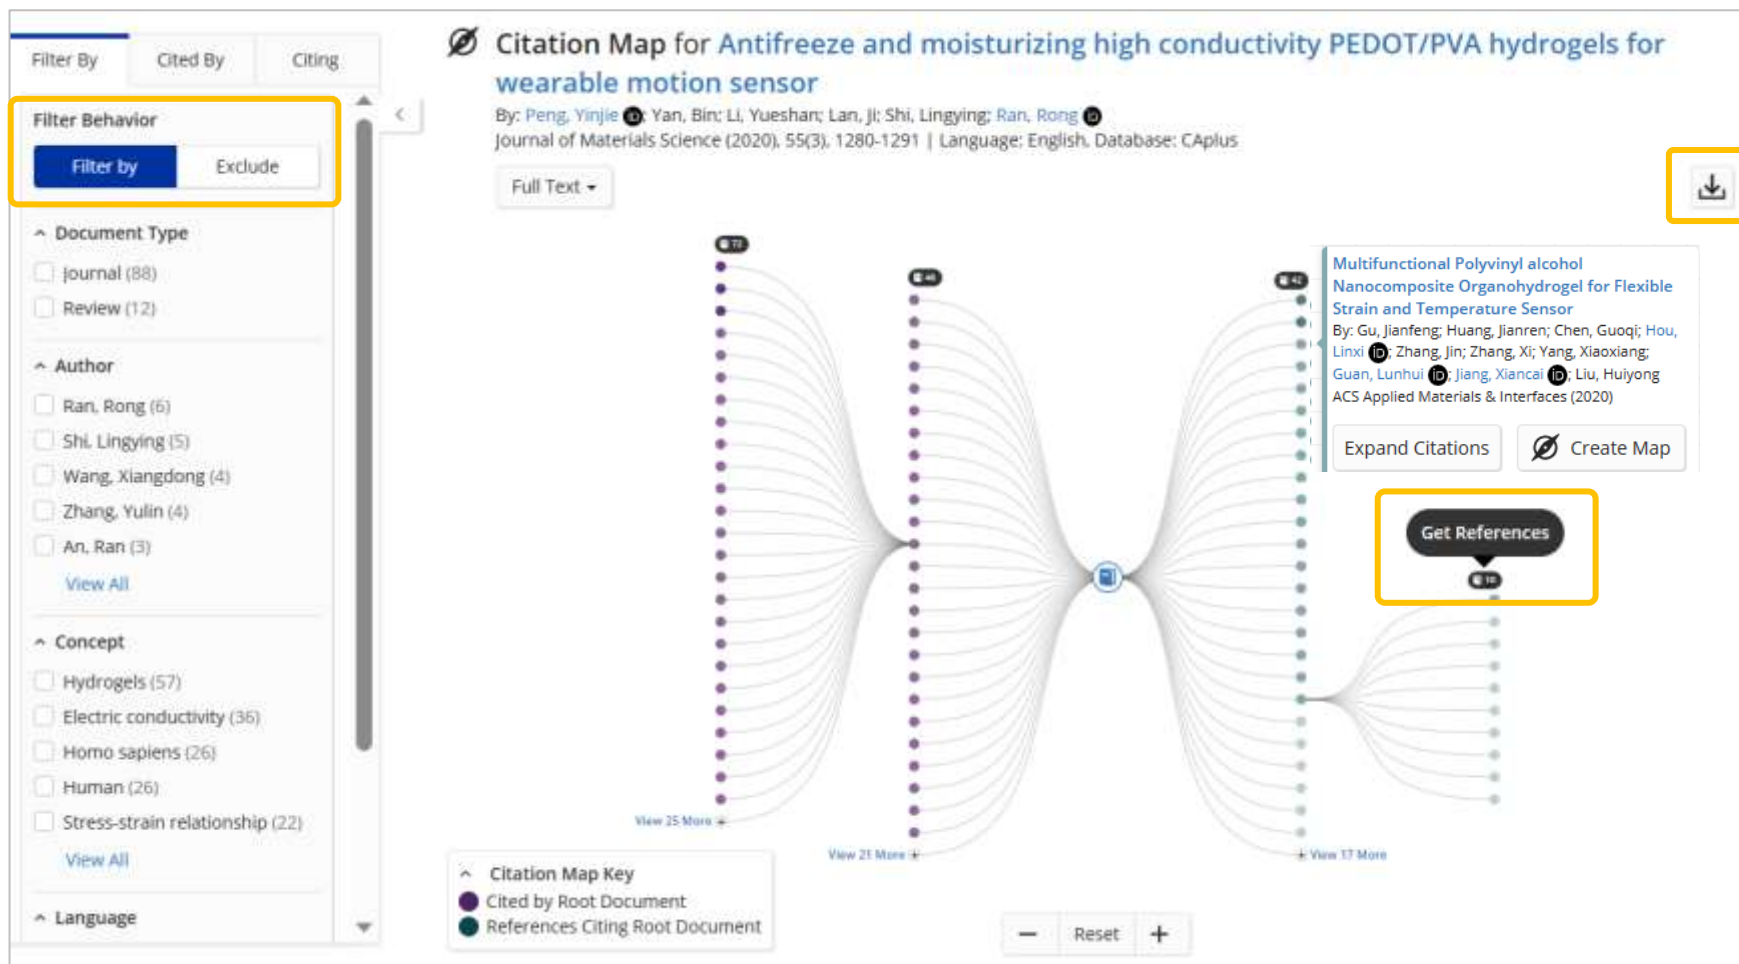 Filter By
Cited By
Citing
Filter Behavior
Filter by
Exclude
Document Type
Journal (88)
Review (12)
Author
Ran, Rong (6)
Shi, Lingying (5)
Wang, Xiangdong (4)
Zhang, Yulin (4)
An, Ran (3)
View All
Concept
Hydrogels (57)
Electric conductivity (36)
Homo sapiens (26)
Human (26)
Stress-strain relationship (22)
View All
Language
Citation Map for Antifreeze and moisturizing high conductivity PEDOT/PVA hydrogels for
wearable motion sensor
By: Peng, Yinjie iD; Yan, Bin; Li, Yueshan; Lan, Ji; Shi, Lingying; Ran, Rong iD
Journal of Materials Science (2020), 55(3), 1280-1291 | Language: English, Database: CAplus
Full Text
46
42
Multifunctional Polyvinyl alcohol
Nanocomposite Organohydrogel for Flexible
Strain and Temperature Sensor
By: Gu, Jianfeng; Huang, Jianren; Chen, Guoqi; Hou,
Linxi iD; Zhang, Jin; Zhang, Xi; Yang, Xiaoxiang;
Guan, Lunhui iD; Jiang, Xiancai iD; Liu, Huiyong
ACS Applied Materials & Interfaces (2020)
Expand Citations
Create Map
Get References
10
View 25 More +
View 21 More +
+ View 17 More
Citation Map Key
Cited by Root Document
References Citing Root Document
− Reset +